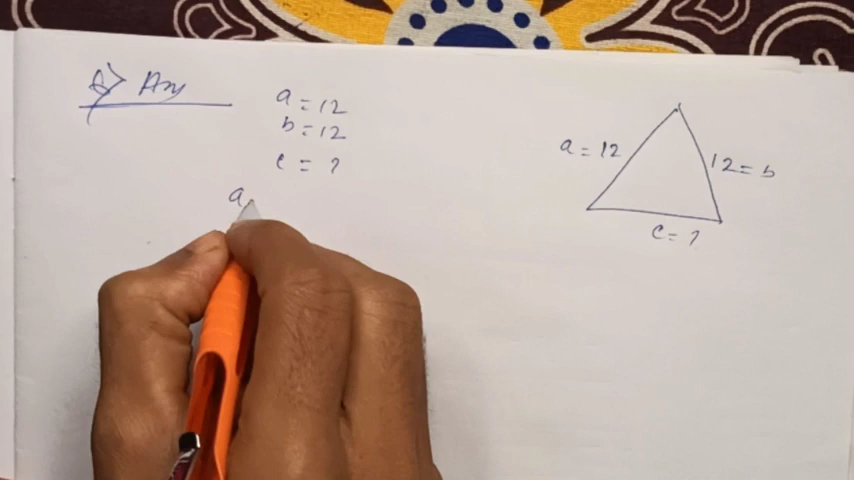 Ans
a = 12
b = 12
c = ?
a
a = 12
12 = b
c = ?